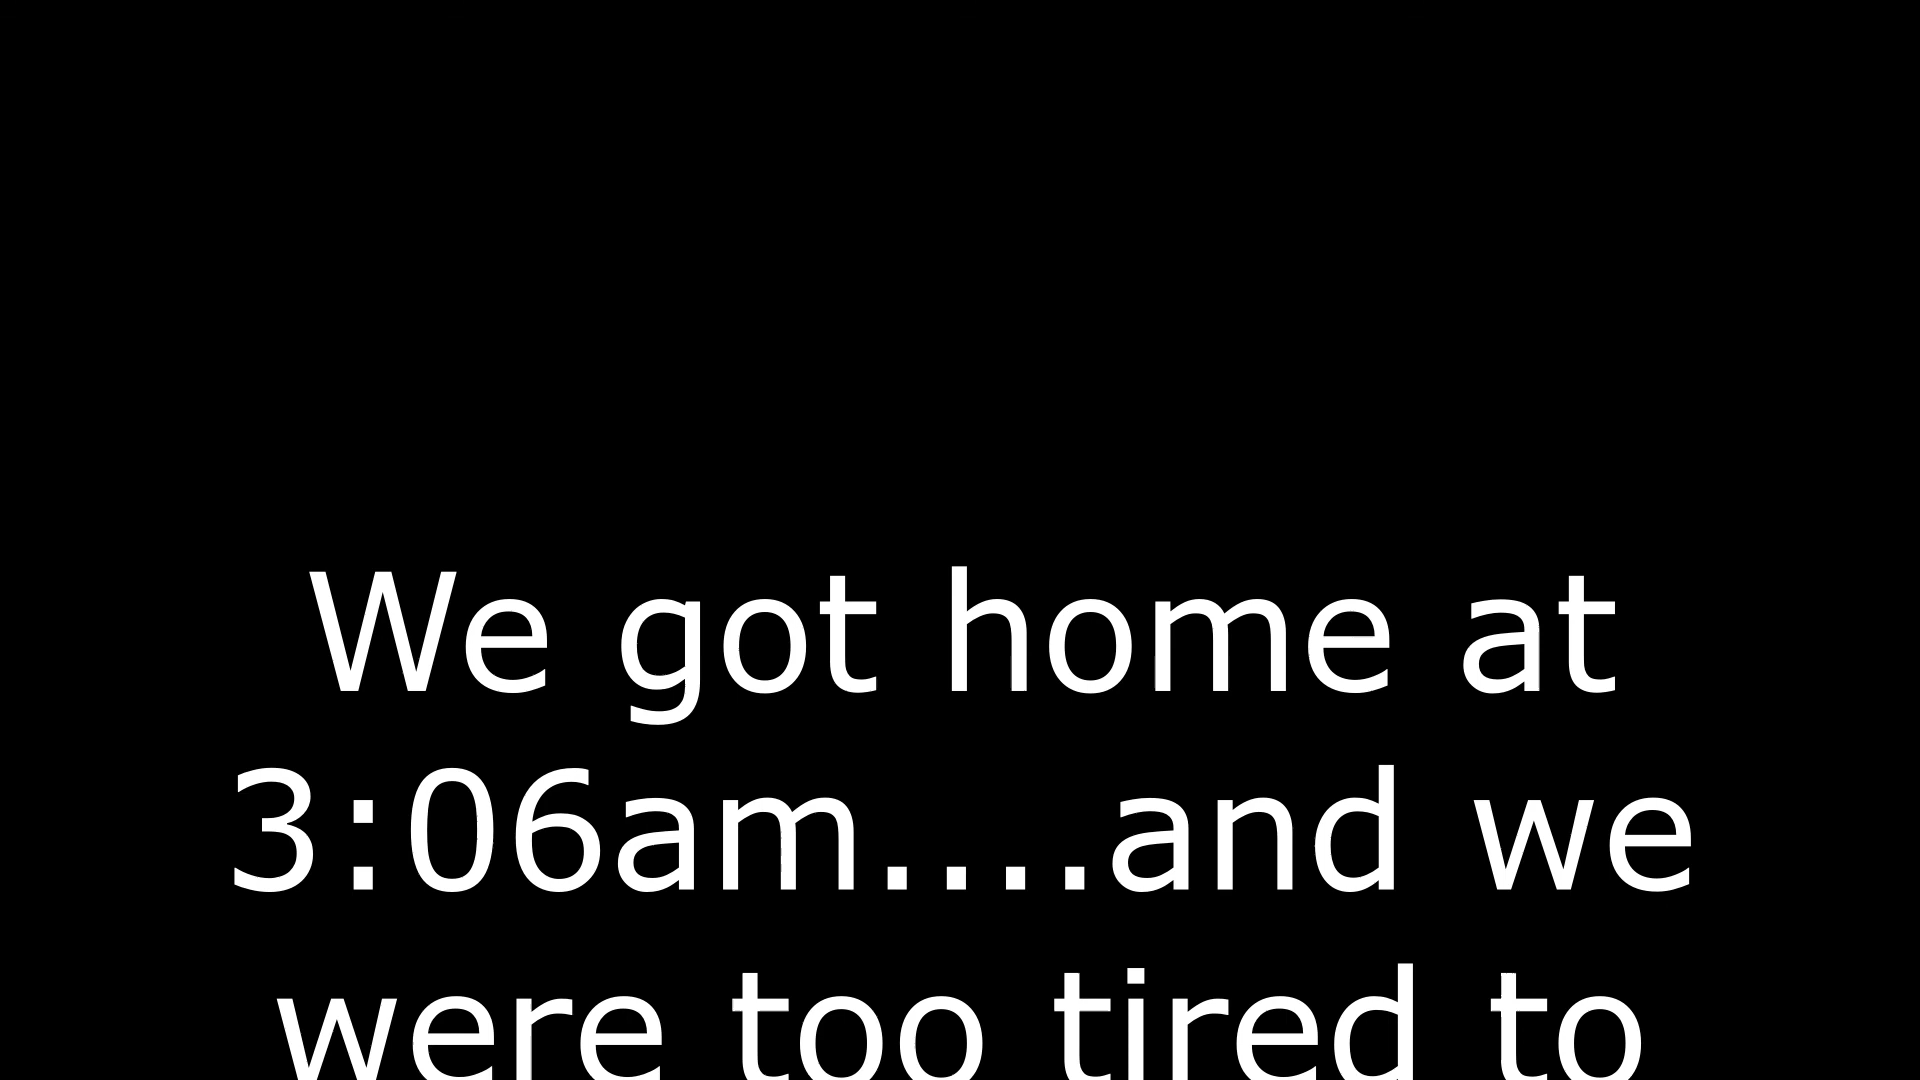 We got home at
3:06am....and we
were too tired to